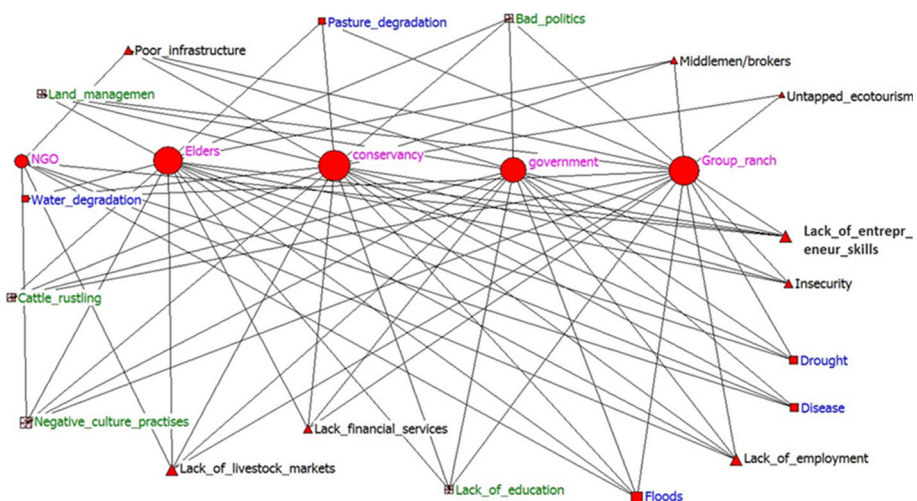 Pasture_degradation
Bad_politics
Poor_infrastructure
Middlemen/brokers
Land_managemen
Untapped_ecotourism
NGO
Elders
conservancy
government
Group_ranch
Water_degradation
Lack_of_entrepr_
eneur_skills
Insecurity
Cattle_rustling
Drought
Disease
Negative_culture_practises
Lack_financial_services
Lack_of_employment
Lack_of_livestock_markets
Lack_of_education
Floods